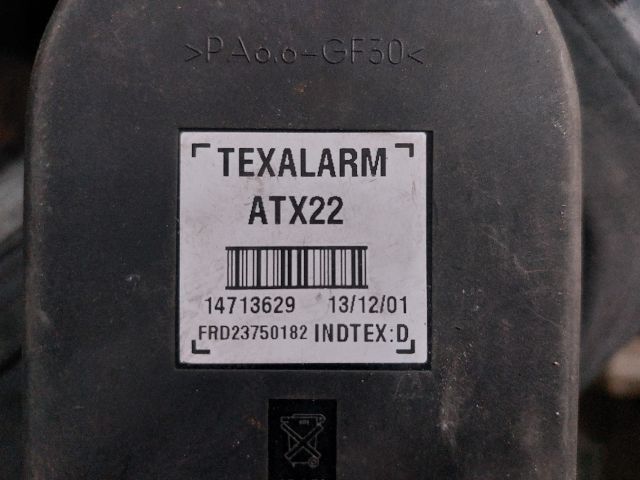 >PA6.6-GF30<
TEXALARM
ATX22
14713629 13/12/01
FRD23750182 INDTEX:D